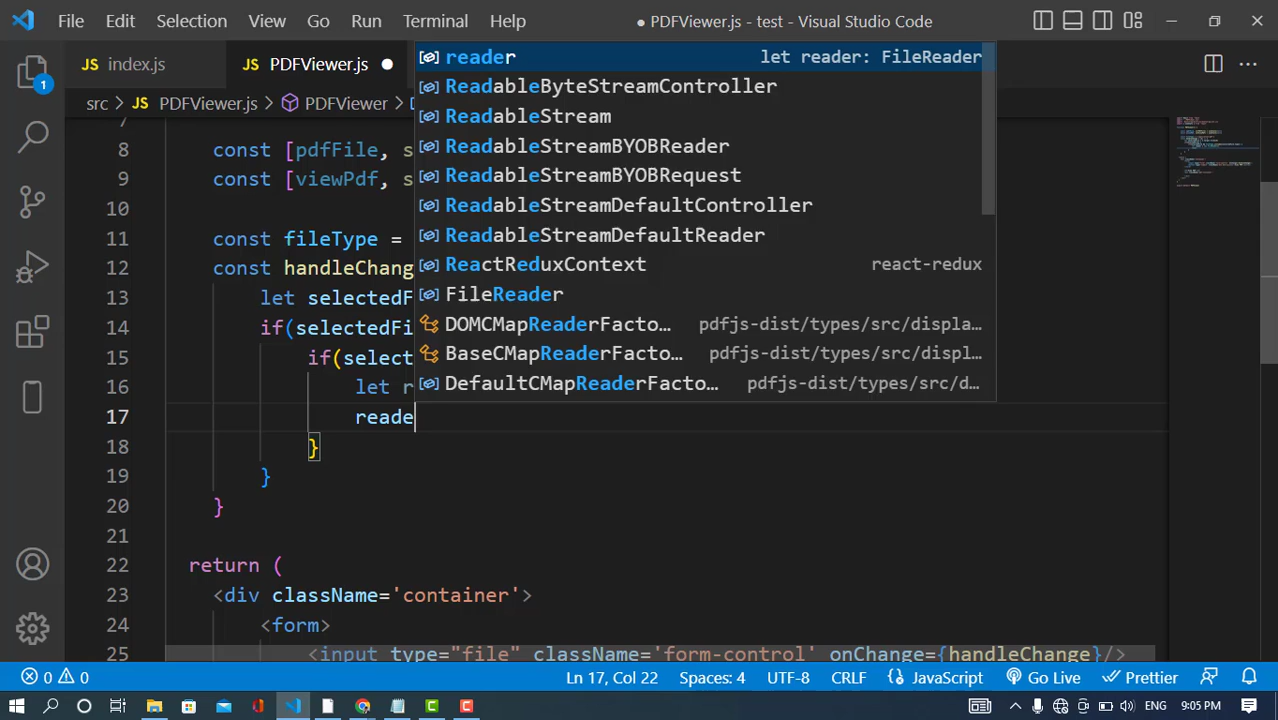 File Edit Selection View Go Run Terminal Help ● PDFViewer.js - test - Visual Studio Code
JS index.js JS PDFViewer.js ●
src > JS PDFViewer.js > PDFViewer >
reader let reader: FileReader
ReadableByteStreamController
ReadableStream
ReadableStreamBYOBReader
ReadableStreamBYOBRequest
ReadableStreamDefaultController
ReadableStreamDefaultReader
ReactReduxContext react-redux
FileReader
DOMCMapReaderFacto… pdfjs-dist/types/src/displa…
BaseCMapReaderFacto… pdfjs-dist/types/src/displ…
DefaultCMapReaderFacto… pdfjs-dist/types/src/d…
7
8 const [pdfFile, s
9 const [viewPdf, s
10
11 const fileType =
12 const handleChang
13 let selectedF
14 if(selectedFi
15 if(select
16 let r
17 reade
18 }
19 }
20 }
21
22 return (
23 <div className='container'>
24 <form>
25 <input type="file" className='form-control' onChange={handleChange}/>
1
0 0 Ln 17, Col 22 Spaces: 4 UTF-8 CRLF JavaScript Go Live Prettier
ENG 9:05 PM